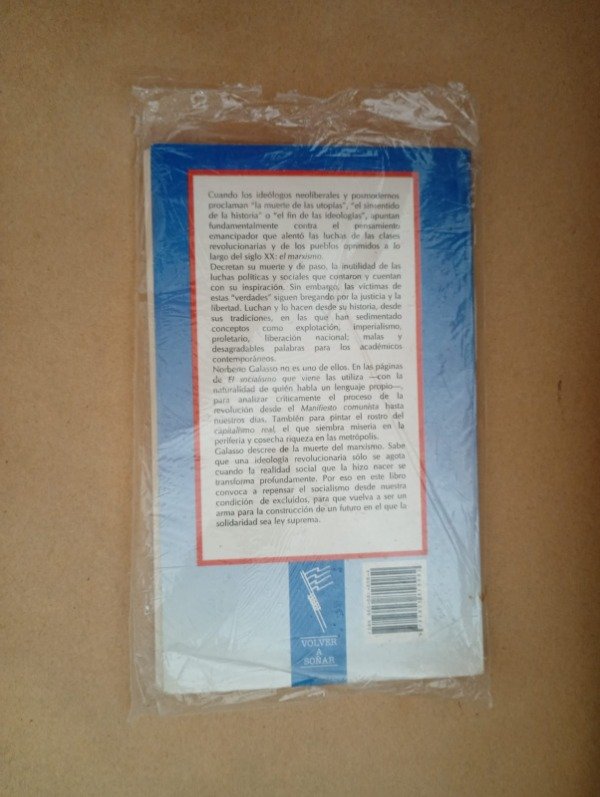 Cuando los ideólogos neoliberales y posmodernos
proclaman "la muerte de las utopías", "el sinsentido
de la historia" o "el fin de las ideologías", apuntan
fundamentalmente contra el pensamiento
emancipador que alentó las luchas de las clases
revolucionarias y de los pueblos oprimidos a lo
largo del siglo XX: el marxismo.
Decretan su muerte y de paso, la inutilidad de las
luchas políticas y sociales que contaron y cuentan
con su inspiración. Sin embargo, las víctimas de
estas "verdades" siguen bregando por la justicia y la
libertad. Luchan y lo hacen desde su historia, desde
sus tradiciones, en las que han sedimentado
conceptos como explotación, imperialismo,
proletario, liberación nacional; malas y
desagradables palabras para los académicos
contemporáneos.
Norberto Galasso no es uno de ellos. En las páginas
de El socialismo que viene las utiliza —con la
naturalidad de quién habla un lenguaje propio—,
para analizar críticamente el proceso de la
revolución desde el Manifiesto comunista hasta
nuestros días. También para pintar el rostro del
capitalismo real, el que siembra miseria en la
periferia y cosecha riqueza en las metrópolis.
Galasso descree de la muerte del marxismo. Sabe
que una ideología revolucionaria sólo se agota
cuando la realidad social que la hizo nacer se
transforma profundamente. Por eso en este libro
convoca a repensar el socialismo desde nuestra
condición de excluidos, para que vuelva a ser un
arma para la construcción de un futuro en el que la
solidaridad sea ley suprema.
VOLVER
A
SOÑAR